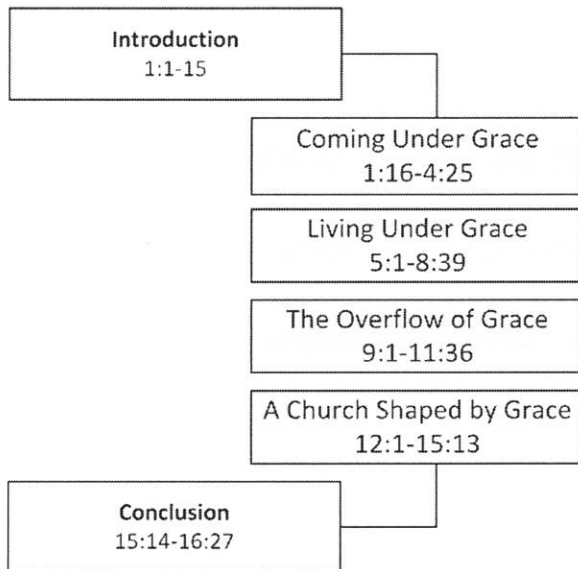 Introduction
1:1-15
Coming Under Grace
1:16-4:25
Living Under Grace
5:1-8:39
The Overflow of Grace
9:1-11:36
A Church Shaped by Grace
12:1-15:13
Conclusion
15:14-16:27